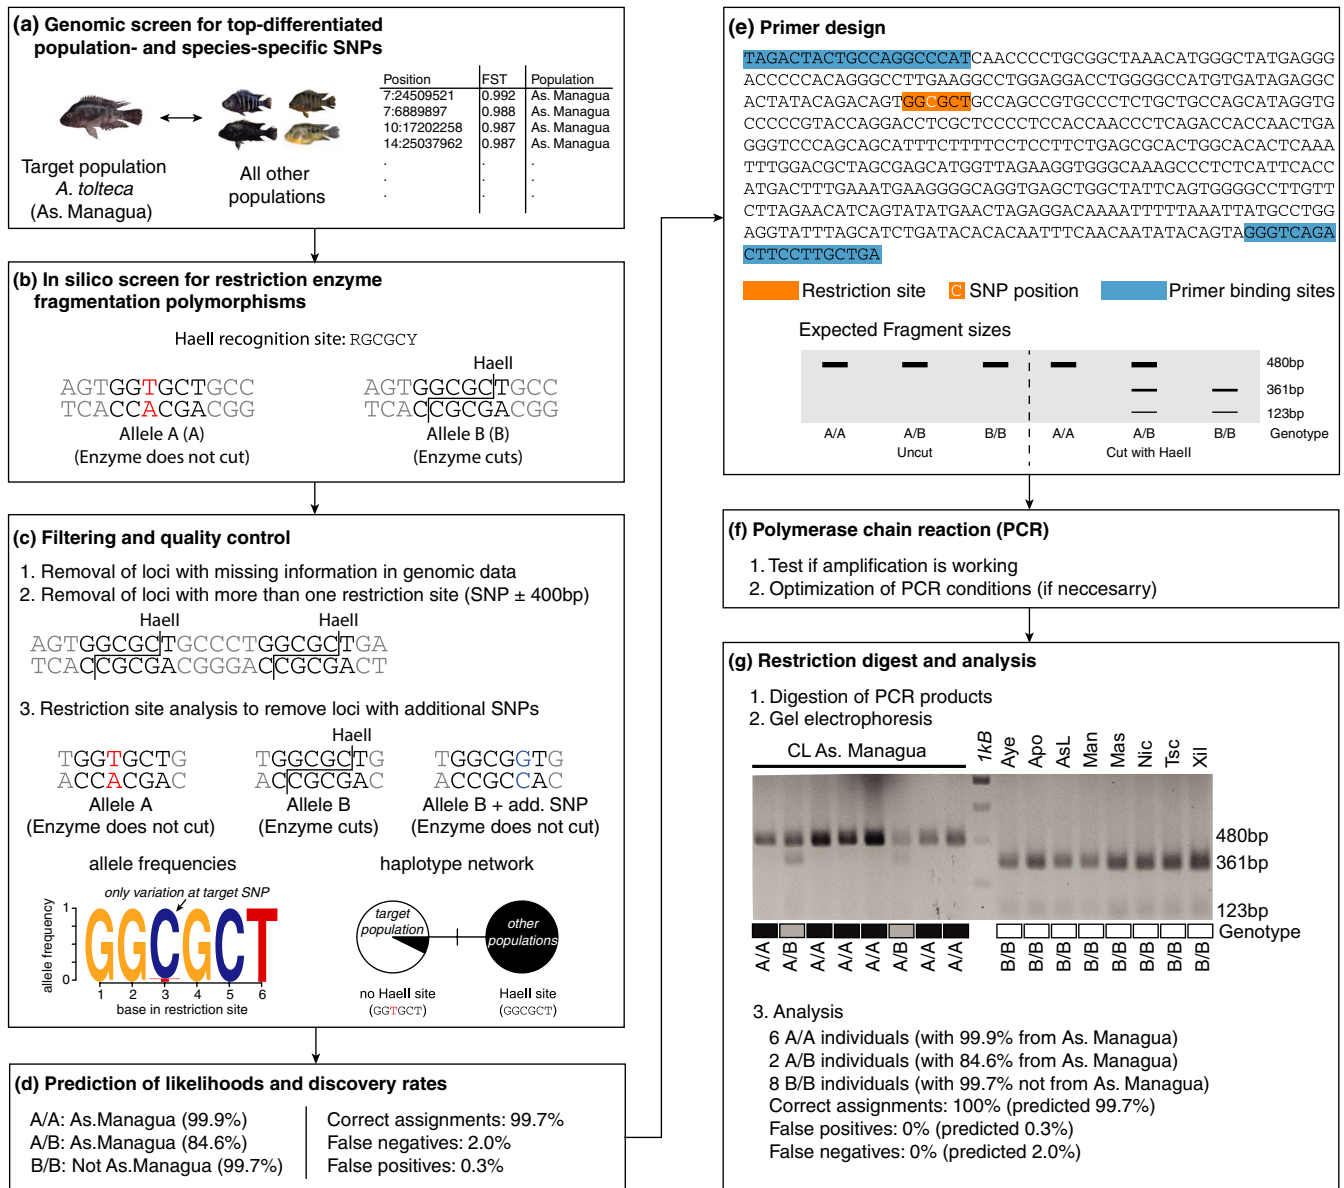 (a) Genomic screen for top-differentiated
population- and species-specific SNPs
Position FST Population
7:24509521 0.992 As. Managua
7:6889897 0.988 As. Managua
10:17202258 0.987 As. Managua
14:25037962 0.987 As. Managua
. . .
. . .
. . .
Target population
A. tolteca
(As. Managua)
All other
populations
(b) In silico screen for restriction enzyme
fragmentation polymorphisms
HaeII recognition site: RGCGCY
HaeII
AGTGGTGCTGCC AGTGGCGCTGCC
TCACCACGACGG TCACCGCGACGG
Allele A (A) Allele B (B)
(Enzyme does not cut) (Enzyme cuts)
(c) Filtering and quality control
1. Removal of loci with missing information in genomic data
2. Removal of loci with more than one restriction site (SNP ± 400bp)
HaeII HaeII
AGTGGCGCTGCCCTGGCGCTGA
TCACCGCGACGGGACCGCGACT
3. Restriction site analysis to remove loci with additional SNPs
HaeII
TGGTGCTG TGGCGCTG TGGCGGTG
ACCACGAC ACCGCGAC ACCGCCAC
Allele A Allele B Allele B + add. SNP
(Enzyme does not cut) (Enzyme cuts) (Enzyme does not cut)
allele frequencies haplotype network
only variation at target SNP
allele frequency
1
0
GGCGCT
1 2 3 4 5 6
base in restriction site
target
population
other
populations
no HaeII site HaeII site
(GGTGCT) (GGCGCT)
(d) Prediction of likelihoods and discovery rates
A/A: As.Managua (99.9%) Correct assignments: 99.7%
A/B: As.Managua (84.6%) False negatives: 2.0%
B/B: Not As.Managua (99.7%) False positives: 0.3%
(e) Primer design
TAGACTACTGCCAGGCCCATCAACCCCTGCGGCTAAACATGGGCTATGAGGG
ACCCCCACAGGGCCTTGAAGGCCTGGAGGACCTGGGGCCATGTGATAGAGGC
ACTATACAGACAGTGGCGCTGCCAGCCGTGCCCTCTGCTGCCAGCATAGGTG
CCCCCGTACCAGGACCTCGCTCCCCTCCACCAACCCTCAGACCACCAACTGA
GGGTCCCAGCAGCATTTCTTTTCCTCCTTCTGAGCGCACTGGCACACTCAAA
TTTGGACGCTAGCGAGCATGGTTAGAAGGTGGGCAAAGCCCTCTCATTCACC
ATGACTTTGAAATGAAGGGGCAGGTGAGCTGGCTATTCAGTGGGGCCTTGTT
CTTAGAACATCAGTATATGAACTAGAGGACAAAATTTTTAAATTATGCCTGG
AGGTATTTAGCATCTGATACACACAATTTCAACAATATACAGTAGGGTCAGA
CTTCCTTGCTGA
Restriction site C SNP position Primer binding sites
Expected Fragment sizes
480bp
361bp
123bp
A/A A/B B/B A/A A/B B/B Genotype
Uncut Cut with HaeII
(f) Polymerase chain reaction (PCR)
1. Test if amplification is working
2. Optimization of PCR conditions (if neccesarry)
(g) Restriction digest and analysis
1. Digestion of PCR products
2. Gel electrophoresis
CL As. Managua 1kB Aye Apo AsL Man Mas Nic Tsc Xil
480bp
361bp
123bp
Genotype
A/A A/B A/A A/A A/A A/B A/A A/A B/B B/B B/B B/B B/B B/B B/B B/B
3. Analysis
6 A/A individuals (with 99.9% from As. Managua)
2 A/B individuals (with 84.6% from As. Managua)
8 B/B individuals (with 99.7% not from As. Managua)
Correct assignments: 100% (predicted 99.7%)
False positives: 0% (predicted 0.3%)
False negatives: 0% (predicted 2.0%)